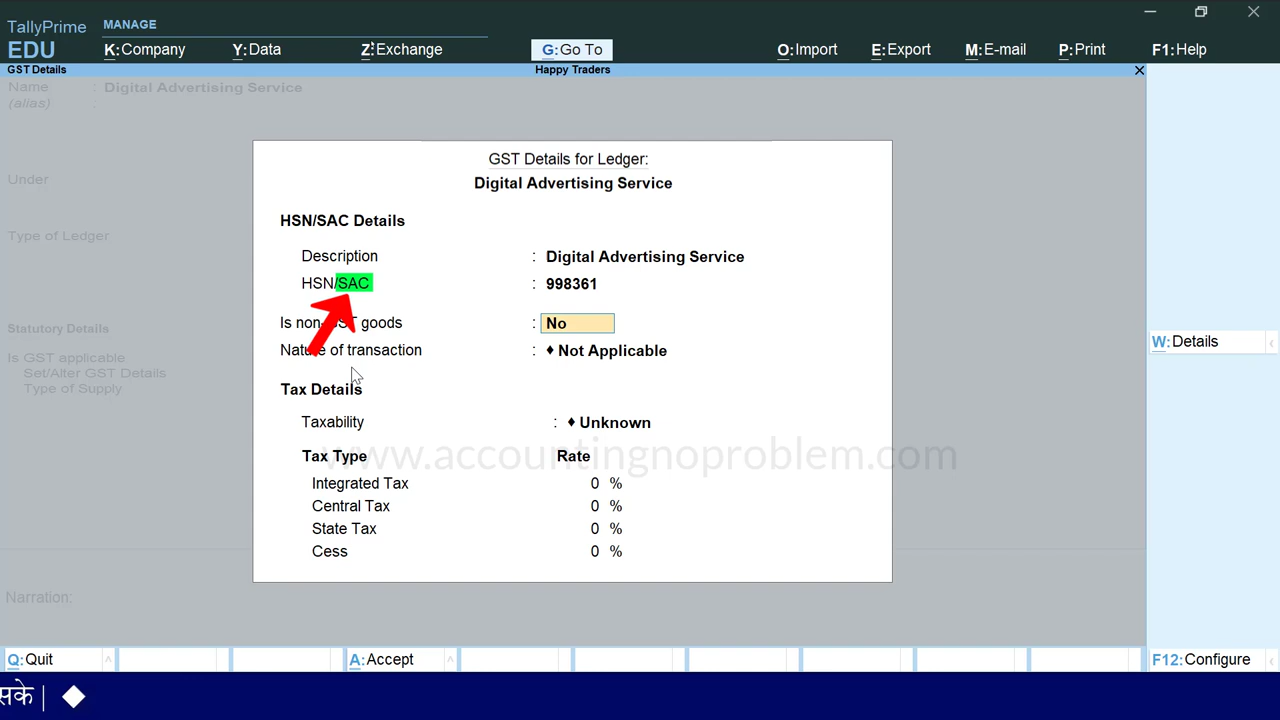 TallyPrime
EDU
MANAGE
K:Company Y:Data Z:Exchange G:Go To O:Import E:Export M:E-mail P:Print F1:Help
GST Details Happy Traders
Name : Digital Advertising Service
(alias) :
GST Details for Ledger:
Digital Advertising Service
Under
HSN/SAC Details
Type of Ledger
Description : Digital Advertising Service
HSN/SAC : 998361
Is non-GST goods : No
Statutory Details
Nature of transaction : ♦ Not Applicable
W:Details
Is GST applicable
Set/Alter GST Details
Type of Supply
Tax Details
Taxability : ♦ Unknown
www.accountingnoproblem.com
Tax Type Rate
Integrated Tax 0 %
Central Tax 0 %
State Tax 0 %
Cess 0 %
Narration:
Q:Quit A:Accept F12:Configure
सके | ◆